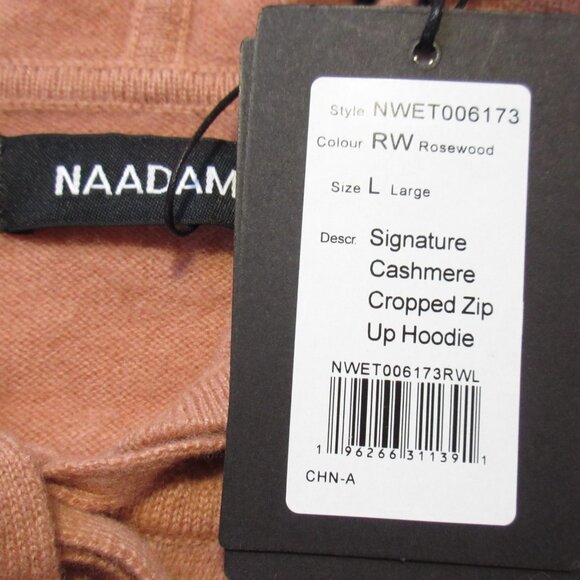 NAADAM
Style NWET006173
Colour RW Rosewood
Size L Large
Descr. Signature
Cashmere
Cropped Zip
Up Hoodie
NWET006173RWL
1 96266 31139 1
CHN-A